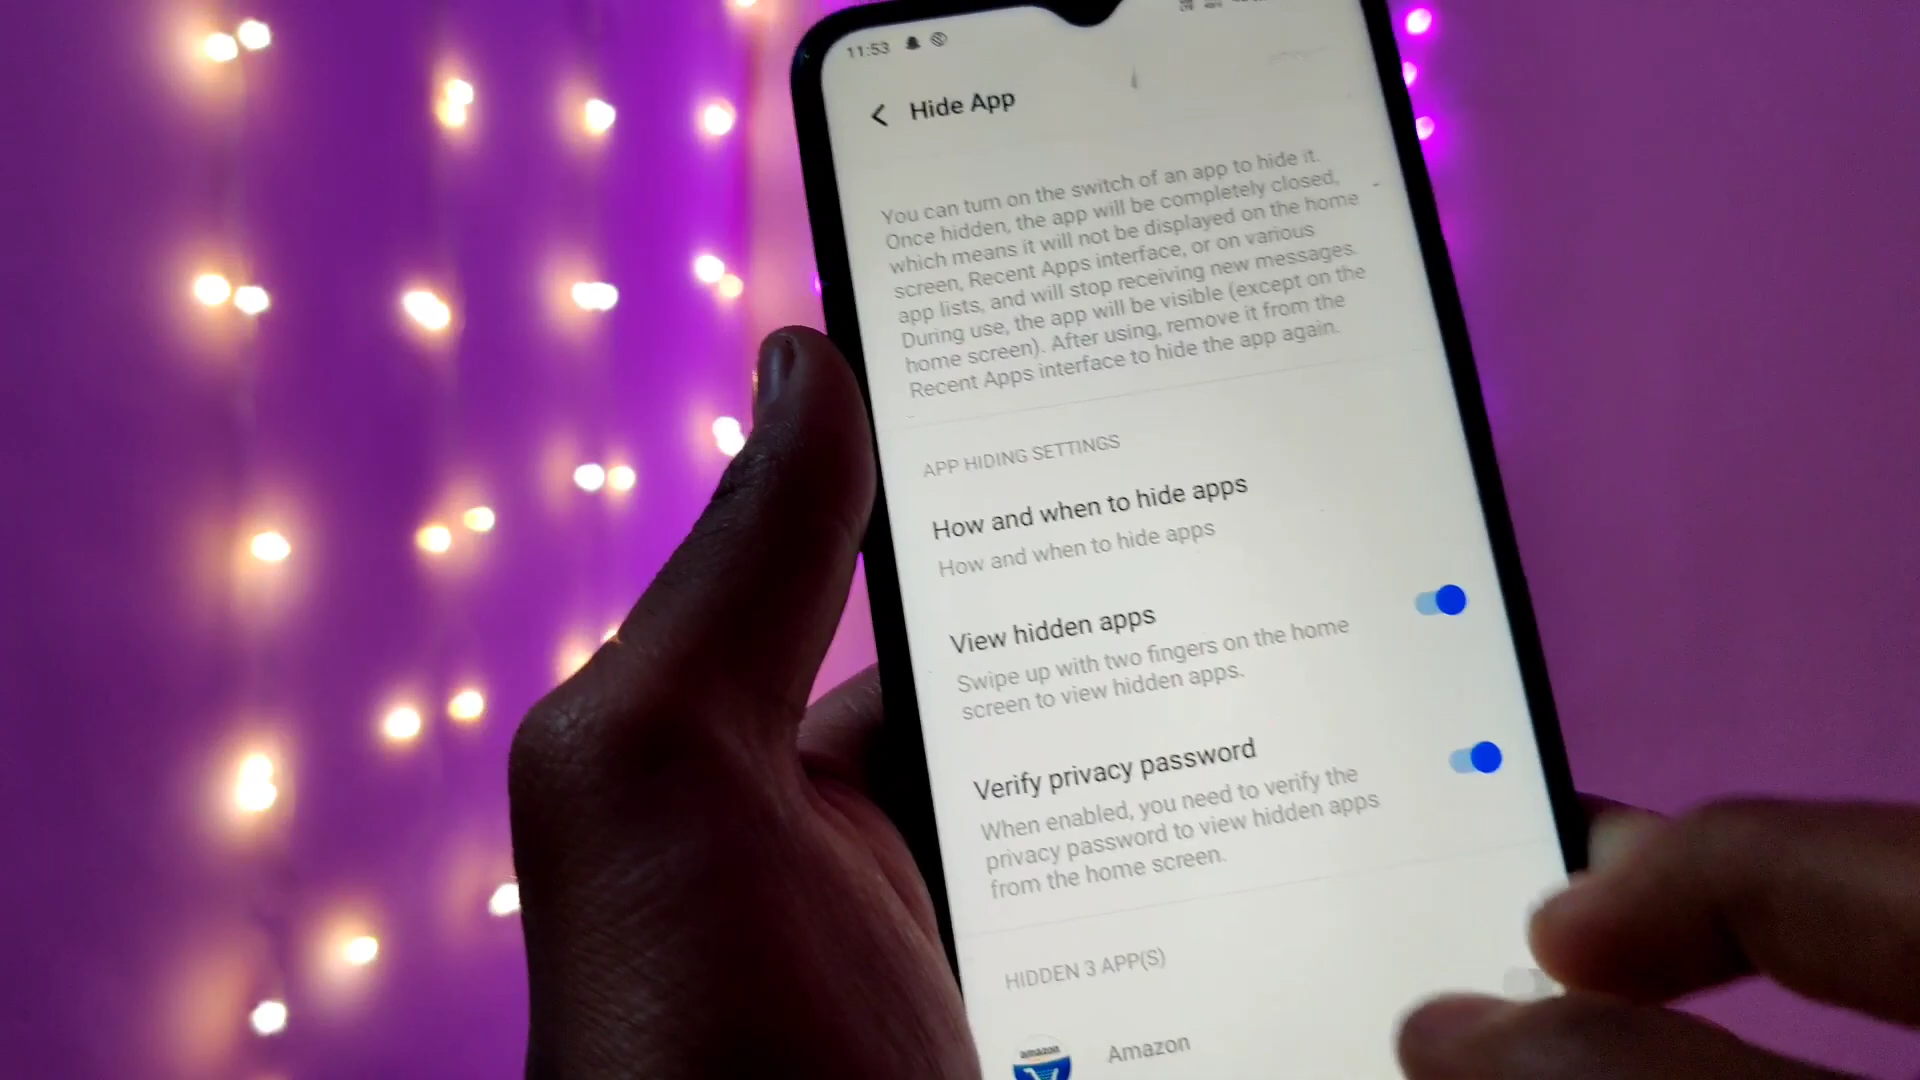 11:53
Hide App
You can turn on the switch of an app to hide it.
Once hidden, the app will be completely closed,
which means it will not be displayed on the home
screen, Recent Apps interface, or on various
app lists, and will stop receiving new messages.
During use, the app will be visible (except on the
home screen). After using, remove it from the
Recent Apps interface to hide the app again.
APP HIDING SETTINGS
How and when to hide apps
How and when to hide apps
View hidden apps
Swipe up with two fingers on the home
screen to view hidden apps.
Verify privacy password
When enabled, you need to verify the
privacy password to view hidden apps
from the home screen.
HIDDEN 3 APP(S)
amazon
Amazon